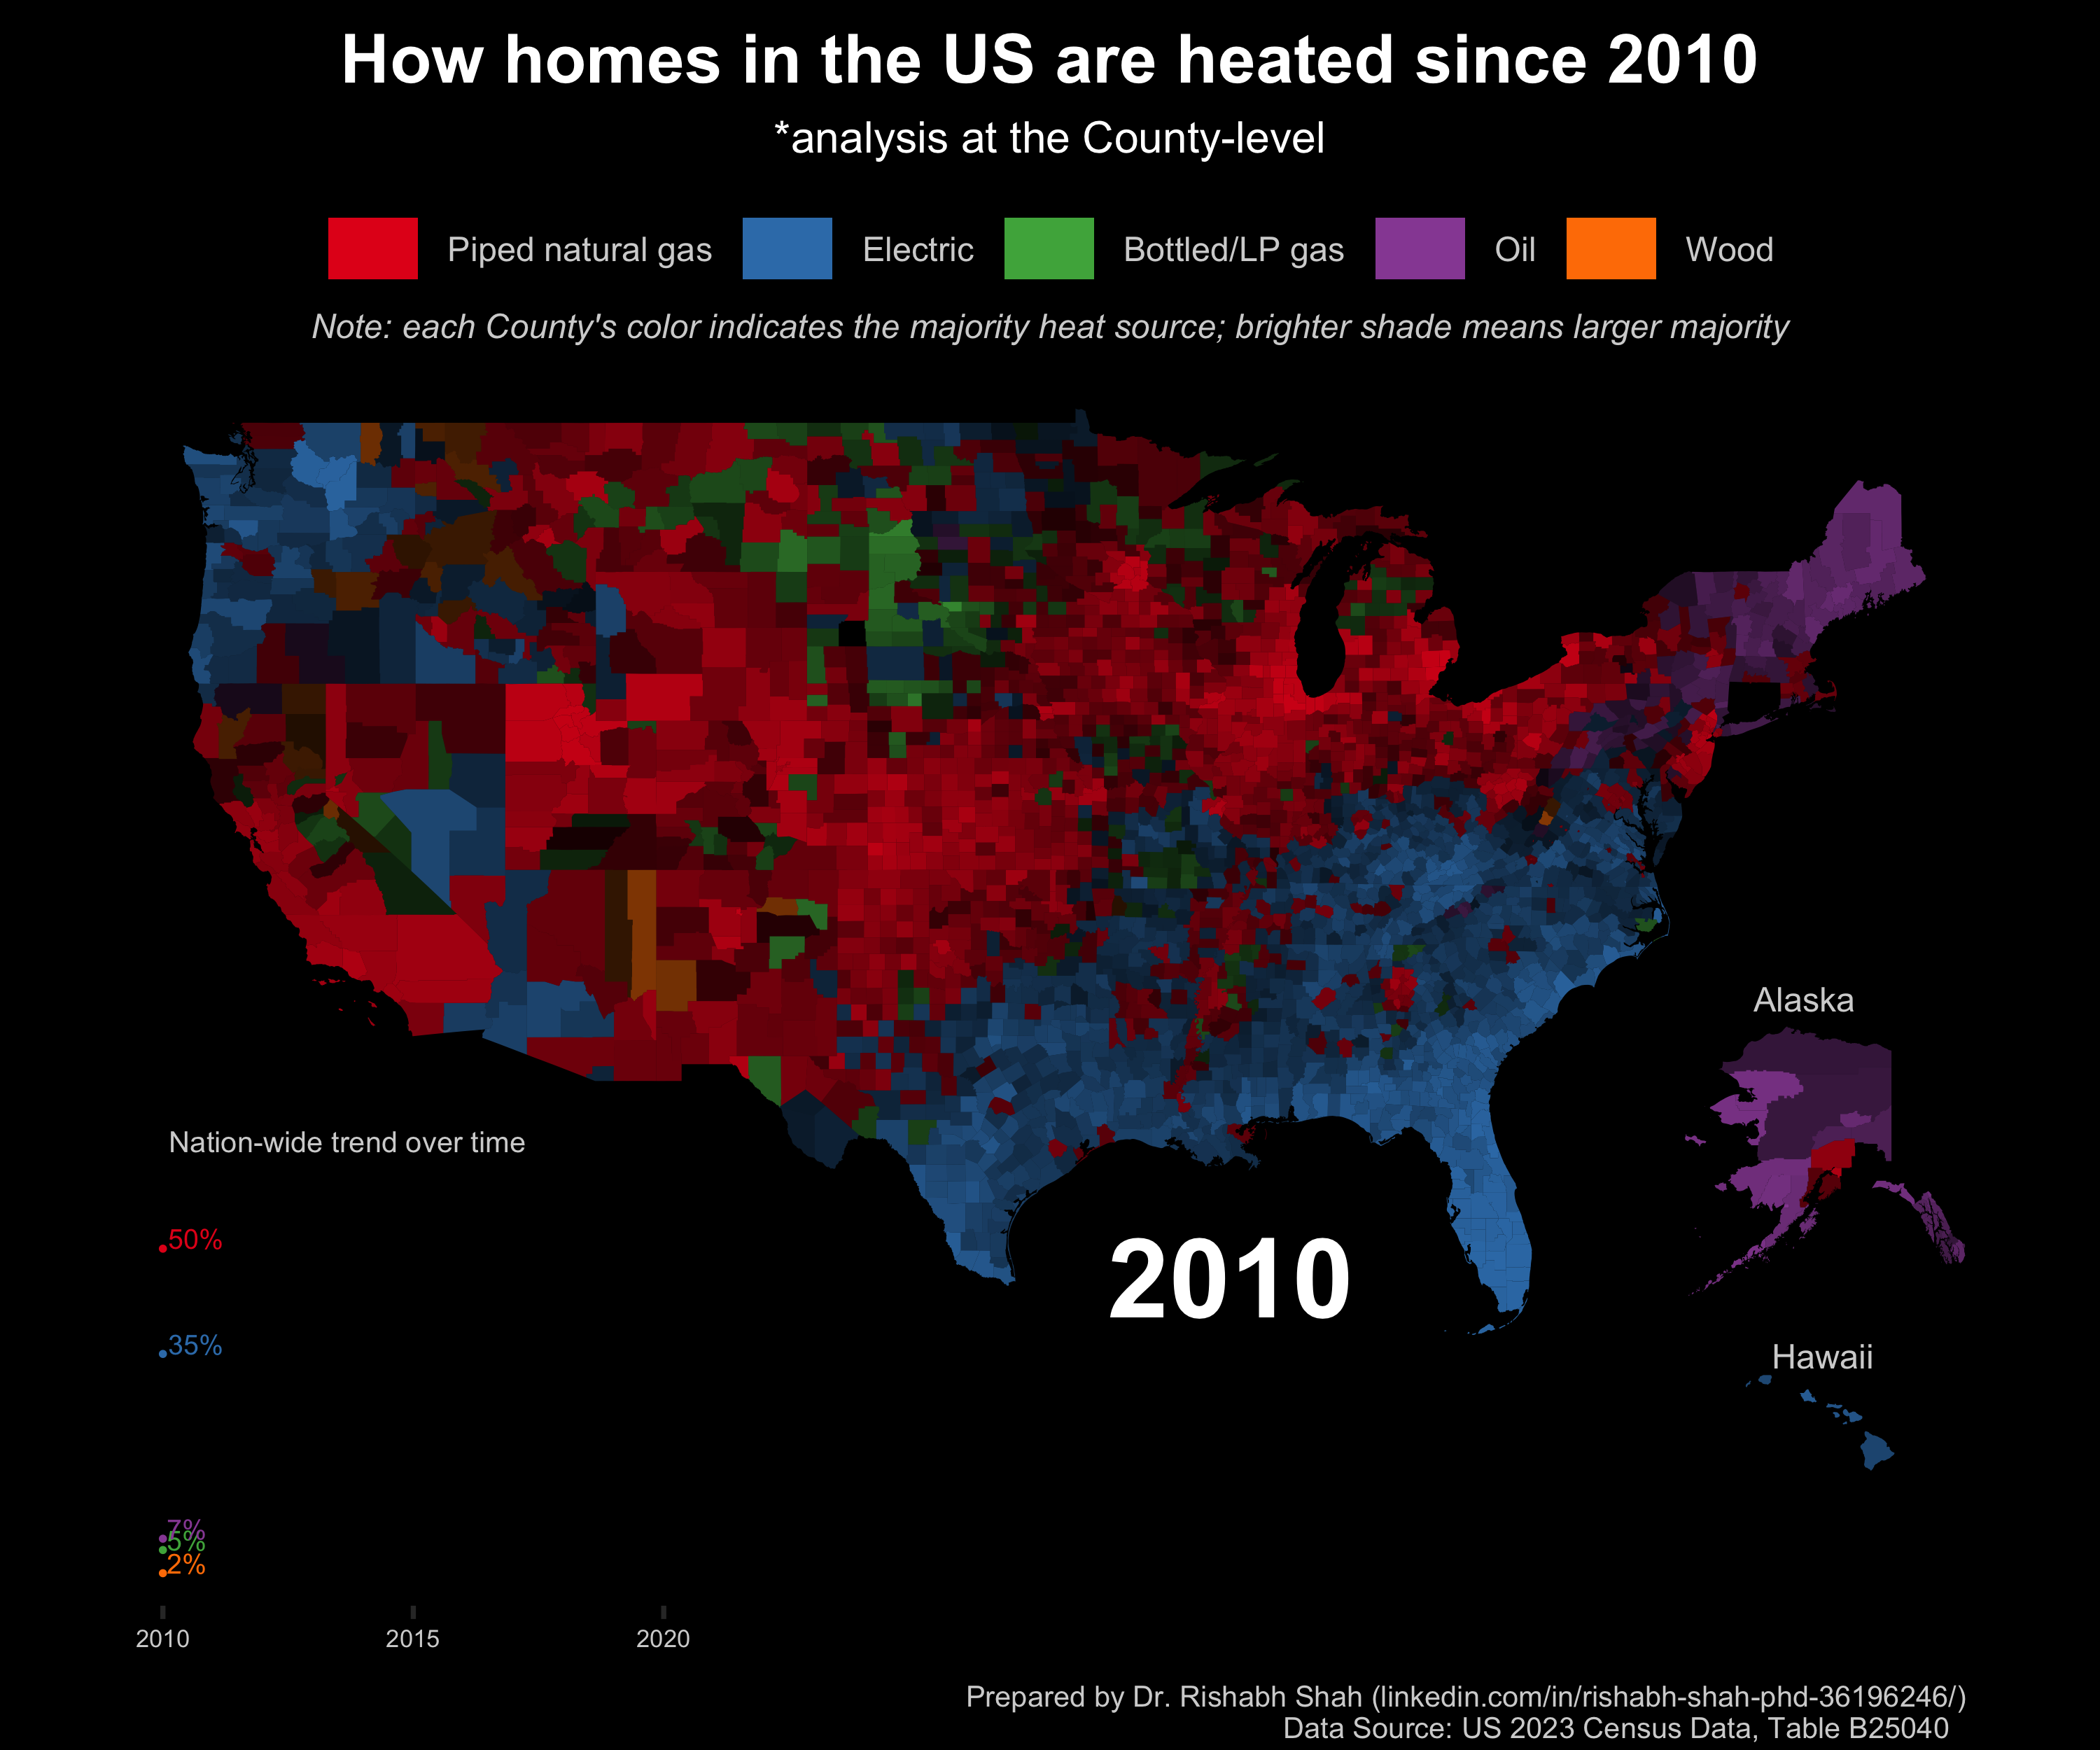 How homes in the US are heated since 2010
*analysis at the County-level
Piped natural gas
Electric
Bottled/LP gas
Oil
Wood
Note: each County's color indicates the majority heat source; brighter shade means larger majority
Alaska
Nation-wide trend over time
50%
2010
35%
Hawaii
7%
5%
2%
2010
2015
2020
Prepared by Dr. Rishabh Shah (linkedin.com/in/rishabh-shah-phd-36196246/)
Data Source: US 2023 Census Data, Table B25040